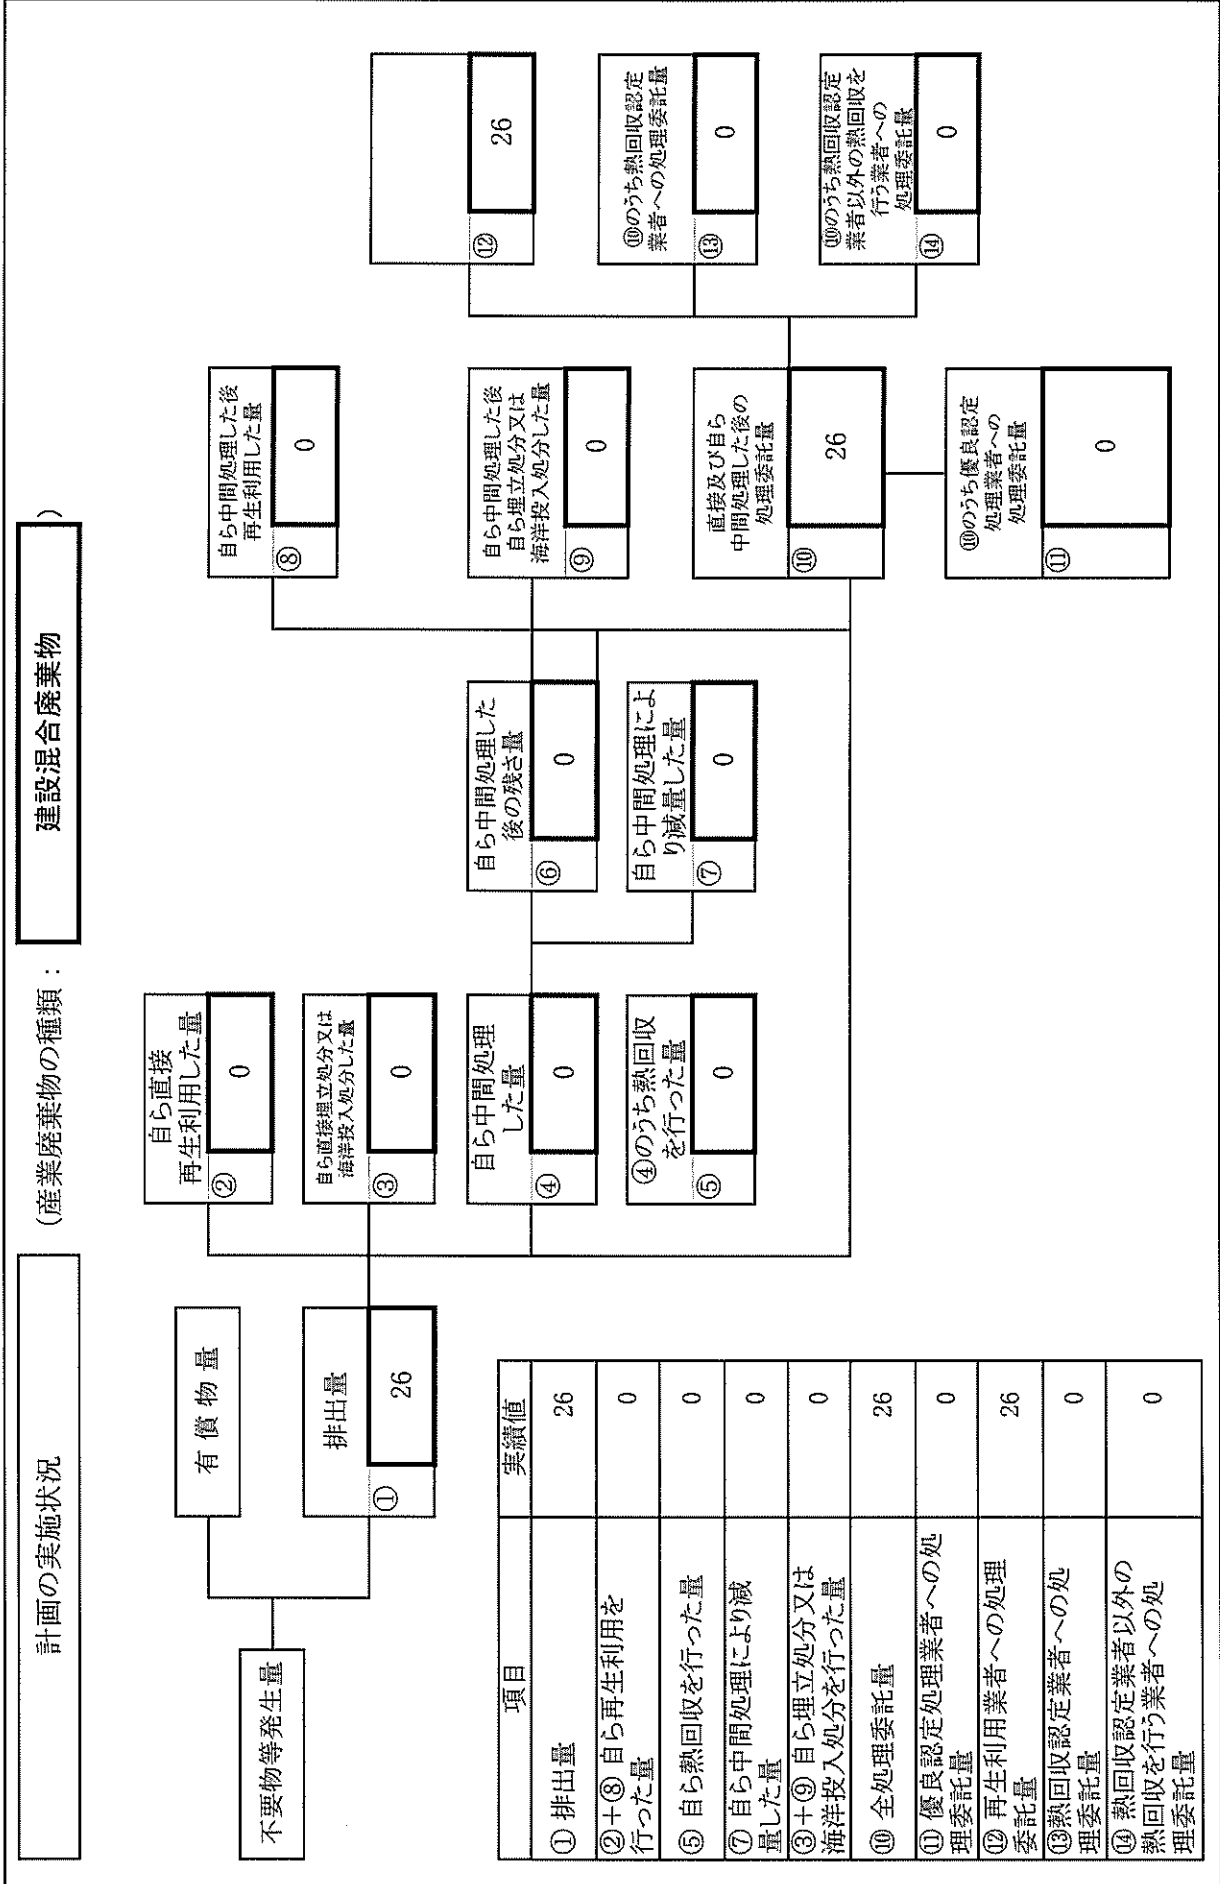 計画の実施状況
(産業廃棄物の種類：
建設混合廃棄物
)
不要物等発生量
有 償 物 量
排出量
①
26
自ら直接
再生利用した量
②
0
自ら直接埋立処分又は
海洋投入処分した量
③
0
自ら中間処理
した量
④
0
④のうち熱回収
を行った量
⑤
0
自ら中間処理した
後の残さ量
⑥
0
自ら中間処理によ
り減量した量
⑦
0
自ら中間処理した後
再生利用した量
⑧
0
自ら中間処理した後
自ら埋立処分又は
海洋投入処分した量
⑨
0
直接及び自ら
中間処理した後の
処理委託量
⑩
26
⑩のうち優良認定
処理業者への
処理委託量
⑪
0
⑫
26
⑩のうち熱回収認定
業者への処理委託量
⑬
0
⑩のうち熱回収認定
業者以外の熱回収を
行う業者への
処理委託量
⑭
0
項目
実績値
① 排出量
26
②＋⑧ 自ら再生利用を
行った量
0
⑤ 自ら熱回収を行った量
0
⑦ 自ら中間処理により減
量した量
0
③＋⑨ 自ら埋立処分又は
海洋投入処分を行った量
0
⑩ 全処理委託量
26
⑪ 優良認定処理業者への処
理委託量
0
⑫ 再生利用業者への処理
委託量
26
⑬熱回収認定業者への処
理委託量
0
⑭ 熱回収認定業者以外の
熱回収を行う業者への処
理委託量
0